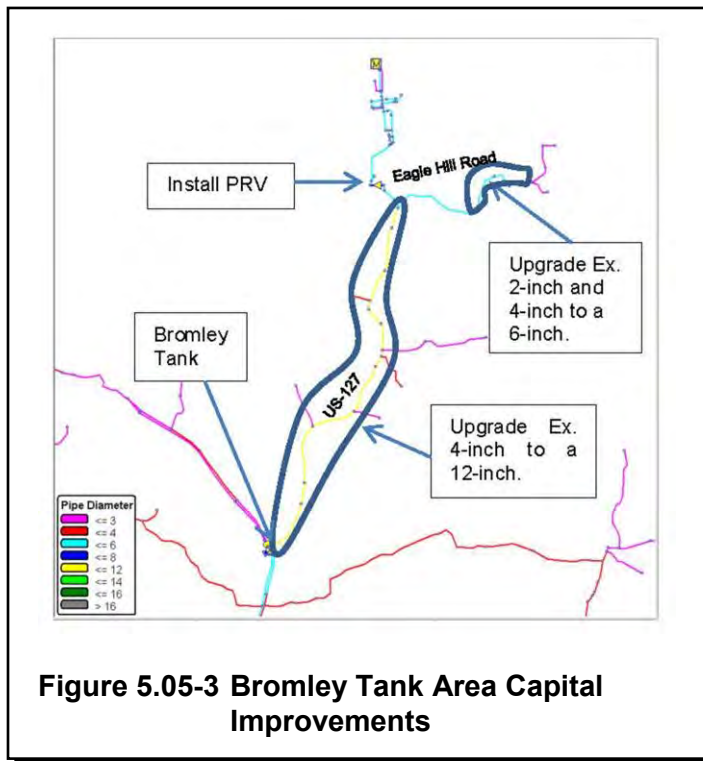 M
Eagle Hill Road
Install PRV
Upgrade Ex.
2-inch and
4-inch to a
6-inch.
Bromley
Tank
US-127
Upgrade Ex.
4-inch to a
12-inch.
Pipe Diameter
<= 3
<= 4
<= 6
<= 8
<= 12
<= 14
<= 16
> 16
Figure 5.05-3 Bromley Tank Area Capital
Improvements